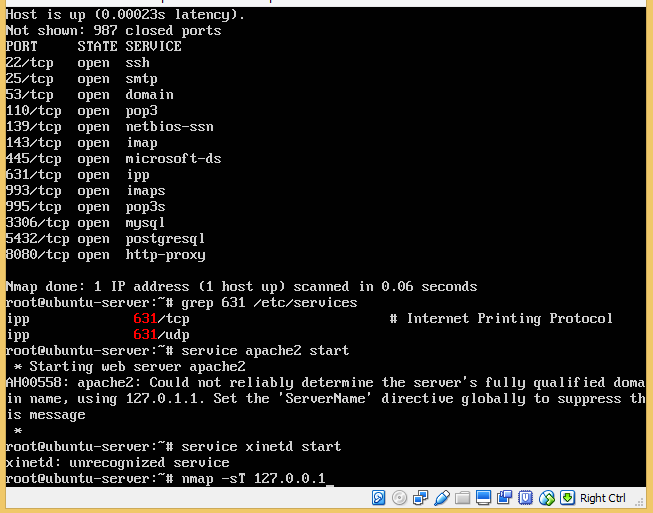 Host is up (0.00023s latency).
Not shown: 987 closed ports
PORT     STATE SERVICE
22/tcp   open  ssh
25/tcp   open  smtp
53/tcp   open  domain
110/tcp  open  pop3
139/tcp  open  netbios-ssn
143/tcp  open  imap
445/tcp  open  microsoft-ds
631/tcp  open  ipp
993/tcp  open  imaps
995/tcp  open  pop3s
3306/tcp open  mysql
5432/tcp open  postgresql
8080/tcp open  http-proxy
Nmap done: 1 IP address (1 host up) scanned in 0.06 seconds
root@ubuntu-server:~# grep 631 /etc/services
ipp             631/tcp                         # Internet Printing Protocol
ipp             631/udp
root@ubuntu-server:~# service apache2 start
 * Starting web server apache2
AH00558: apache2: Could not reliably determine the server's fully qualified doma
in name, using 127.0.1.1. Set the 'ServerName' directive globally to suppress th
is message
 *
root@ubuntu-server:~# service xinetd start
xinetd: unrecognized service
root@ubuntu-server:~# nmap -sT 127.0.0.1_
Right Ctrl